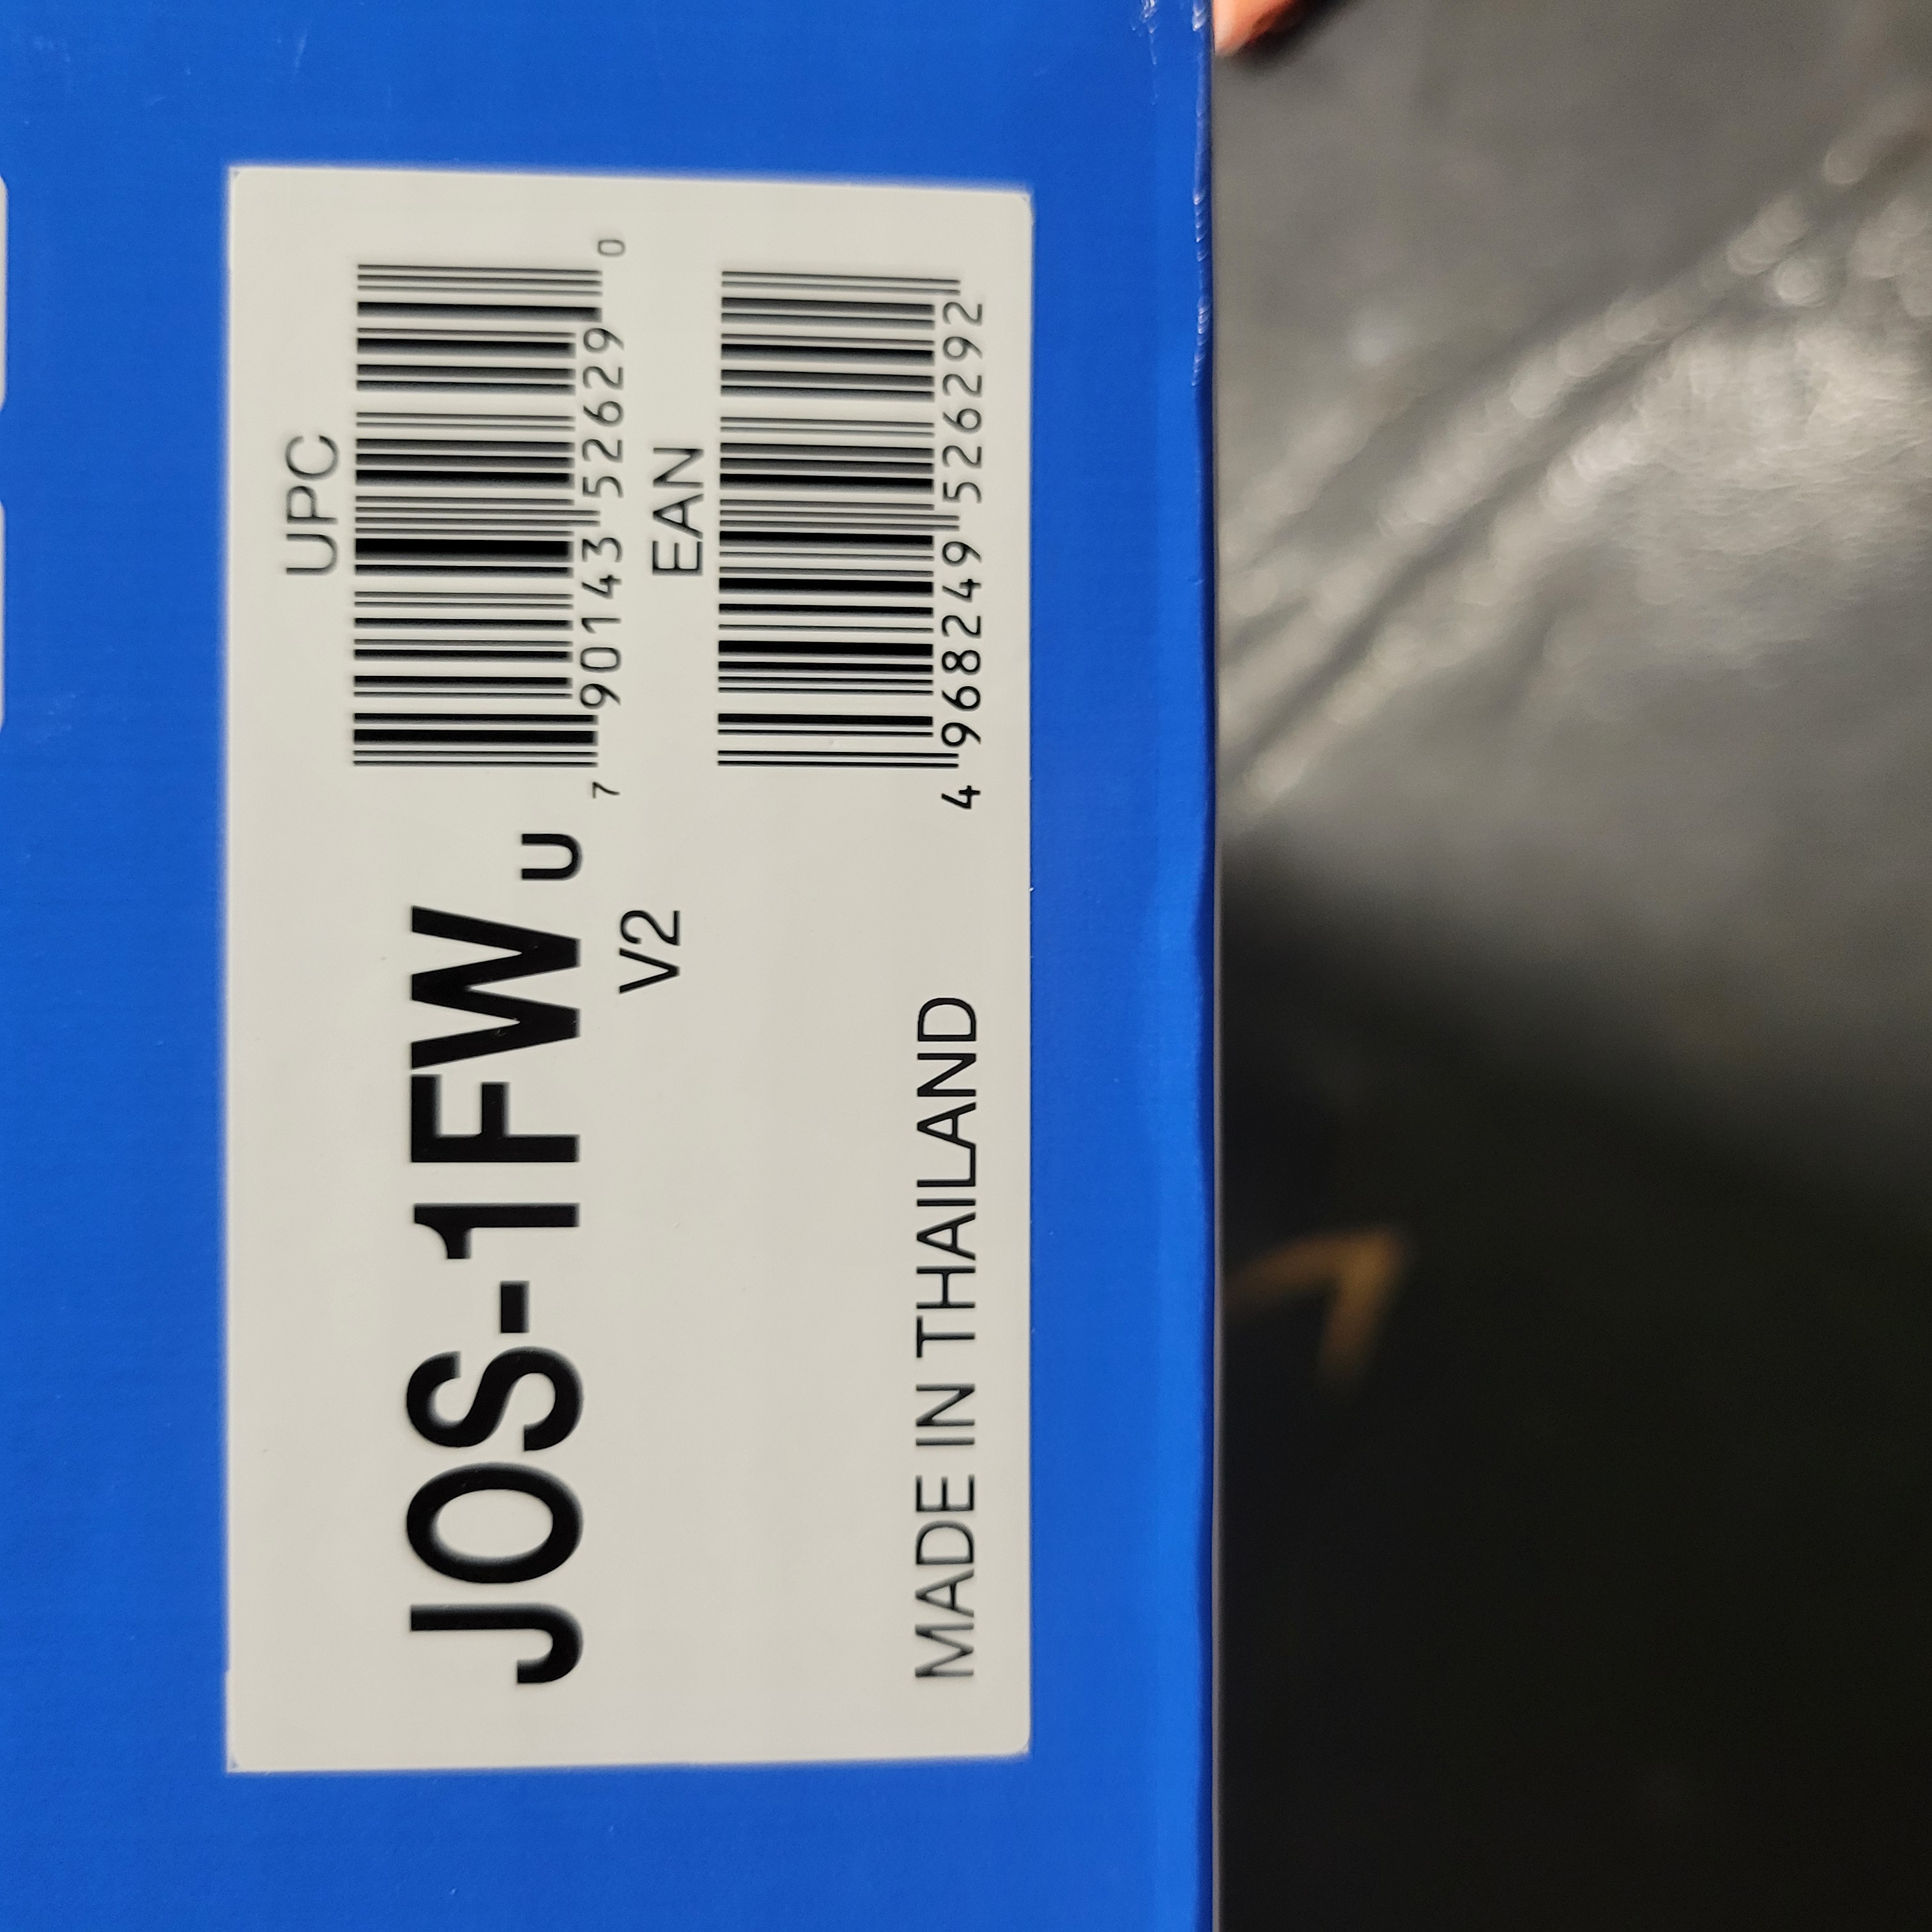 UPC
7 90143 52629 0
JOS-1FW U
V2
EAN
4 968249 526292
MADE IN THAILAND